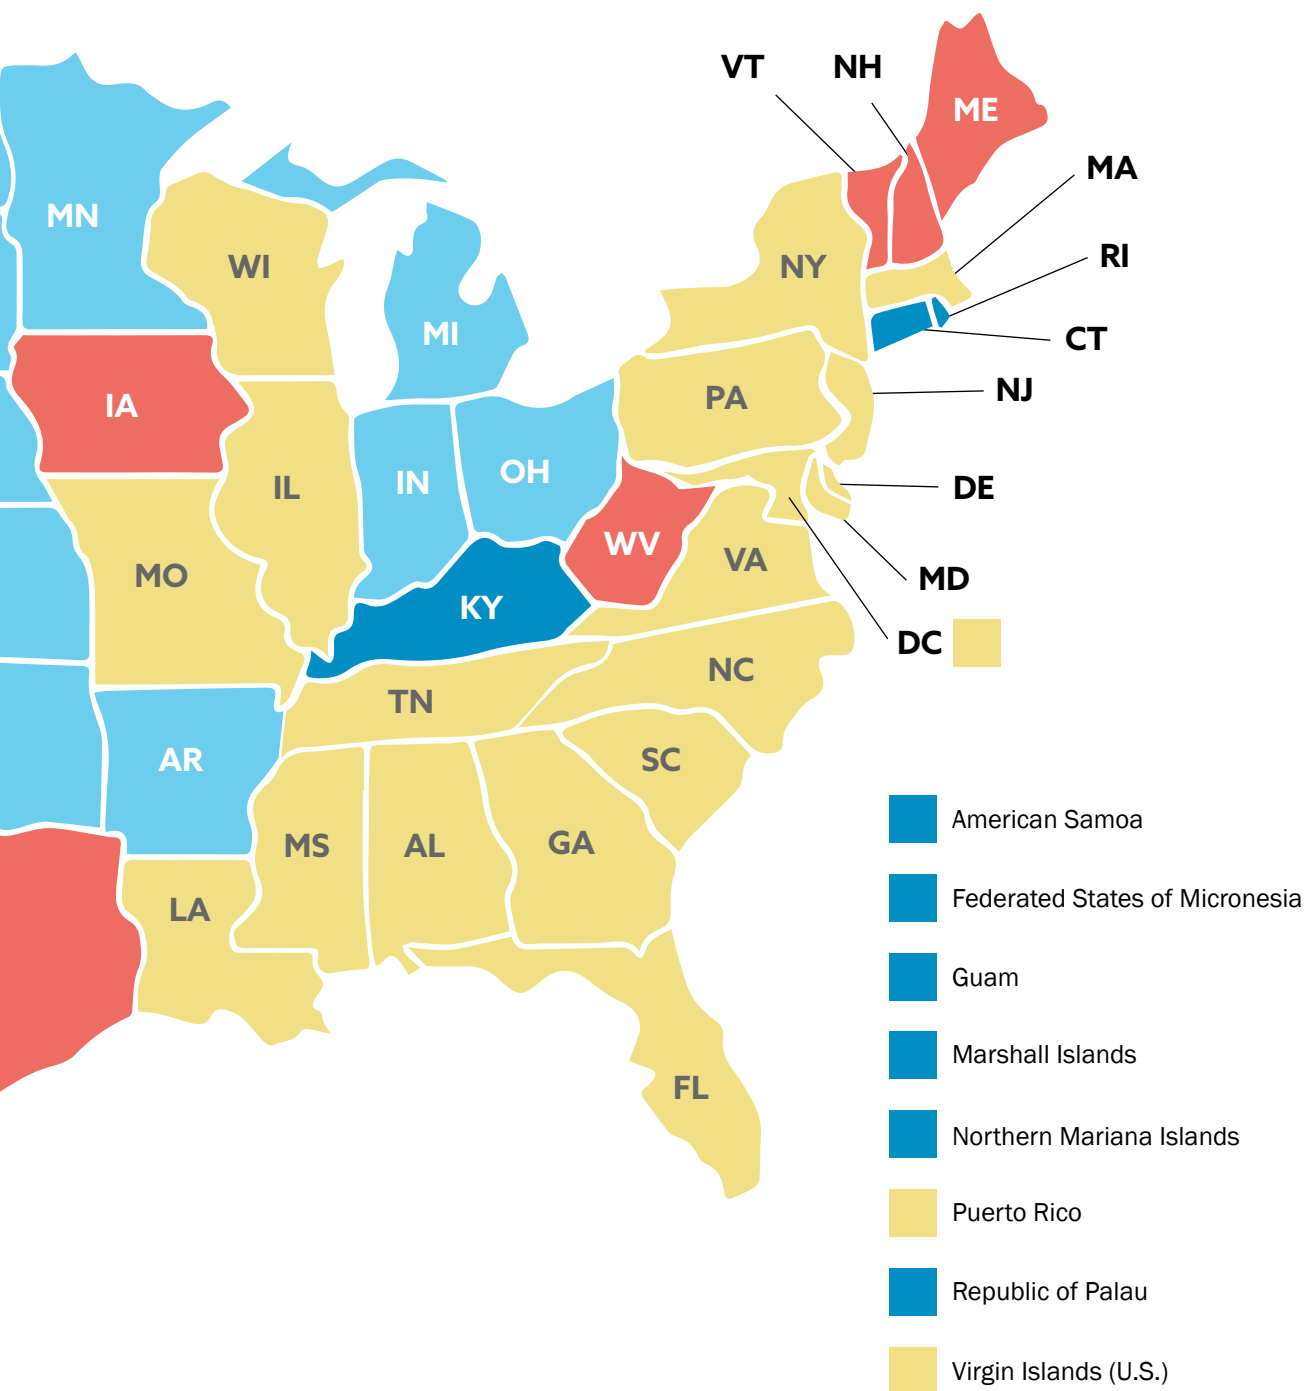 VT
NH
ME
MA
MN
RI
WI
NY
MI
CT
NJ
PA
IA
IN
OH
IL
DE
WV
VA
MO
MD
KY
DC
NC
TN
AR
SC
American Samoa
MS
AL
GA
Federated States of Micronesia
LA
Guam
Marshall Islands
FL
Northern Mariana Islands
Puerto Rico
Republic of Palau
Virgin Islands (U.S.)